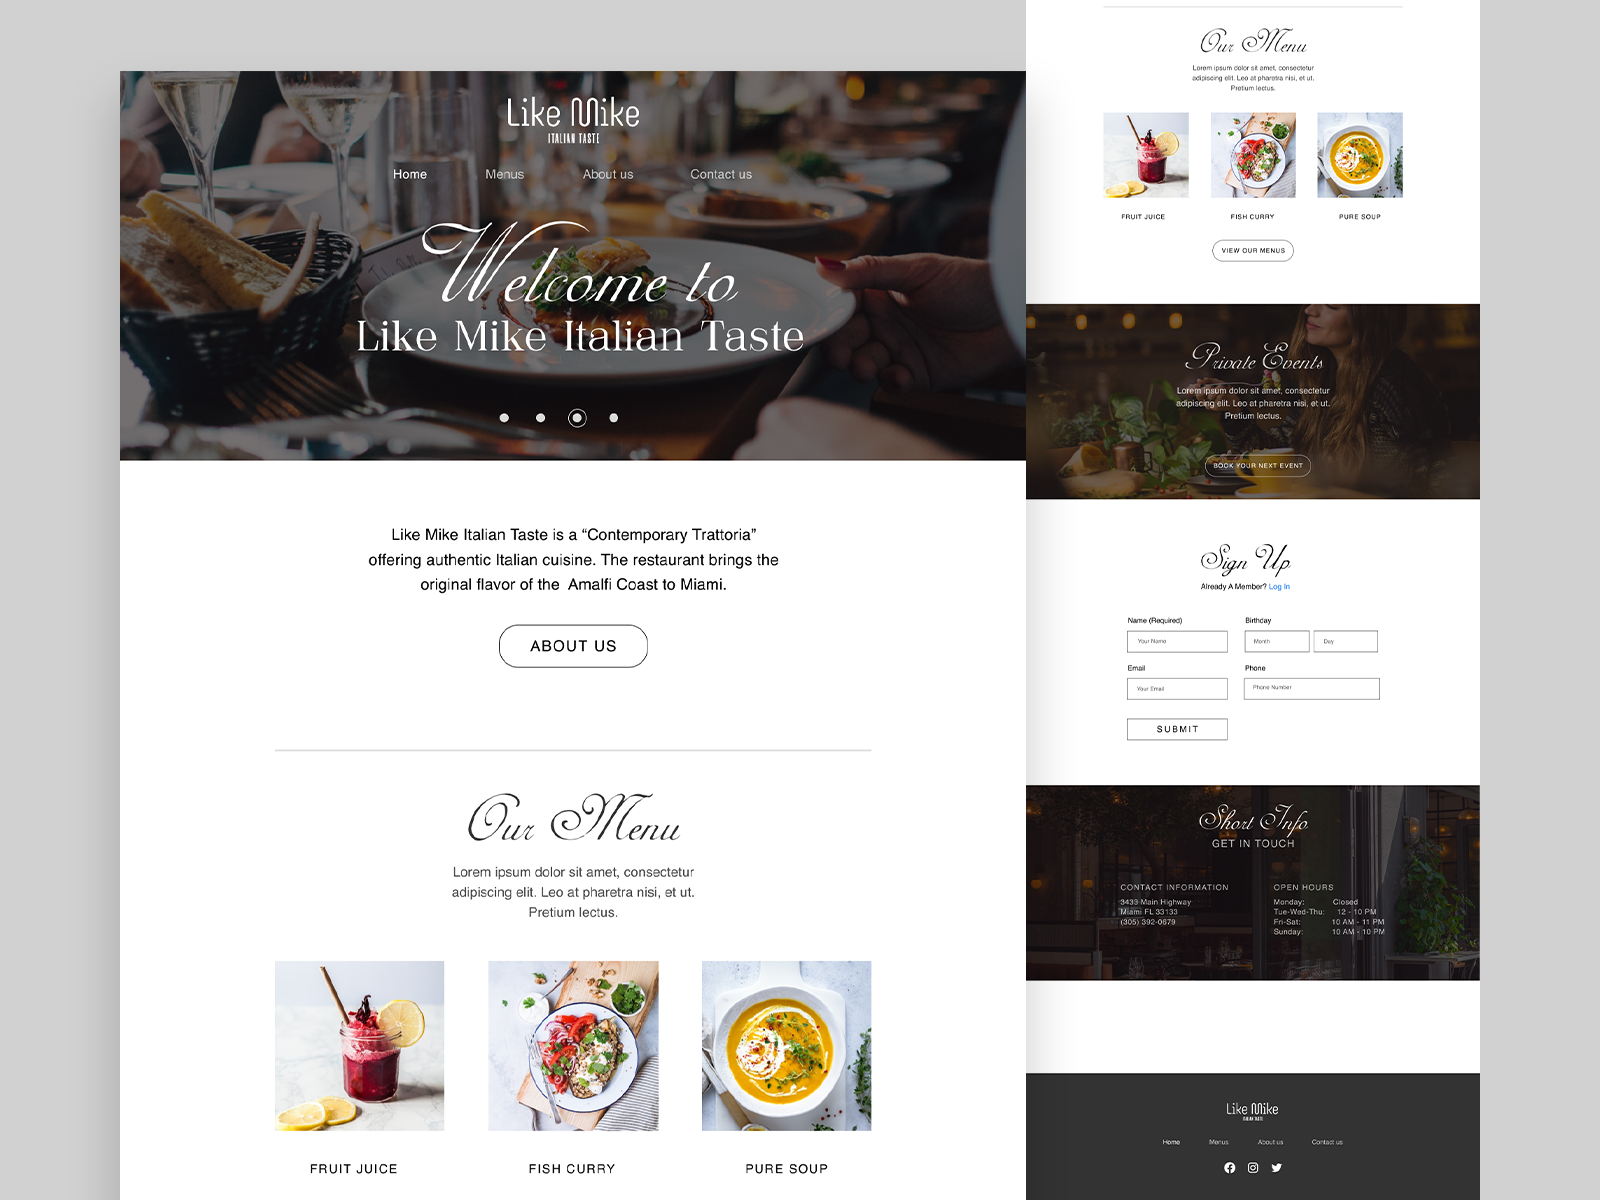 Like Mike
ITALIAN TASTE
Home Menus About us Contact us
Welcome to
Like Mike Italian Taste
Like Mike Italian Taste is a “Contemporary Trattoria”
offering authentic Italian cuisine. The restaurant brings the
original flavor of the Amalfi Coast to Miami.
ABOUT US
Our Menu
Lorem ipsum dolor sit amet, consectetur
adipiscing elit. Leo at pharetra nisi, et ut.
Pretium lectus.
FRUIT JUICE FISH CURRY PURE SOUP
Our Menu
Lorem ipsum dolor sit amet, consectetur
adipiscing elit. Leo at pharetra nisi, et ut.
Pretium lectus.
FRUIT JUICE FISH CURRY PURE SOUP
VIEW OUR MENUS
Private Events
Lorem ipsum dolor sit amet, consectetur
adipiscing elit. Leo at pharetra nisi, et ut.
Pretium lectus.
BOOK YOUR NEXT EVENT
Sign Up
Already A Member? Log In
Name (Required) Birthday
Your Name Month Day
Email Phone
Your Email Phone Number
SUBMIT
Short Info
GET IN TOUCH
CONTACT INFORMATION
3433 Main Highway
Miami FL 33133
(305) 392-0679
OPEN HOURS
Monday: Closed
Tue-Wed-Thu: 12 - 10 PM
Fri-Sat: 10 AM - 11 PM
Sunday: 10 AM - 10 PM
Like Mike
ITALIAN TASTE
Home Menus About us Contact us